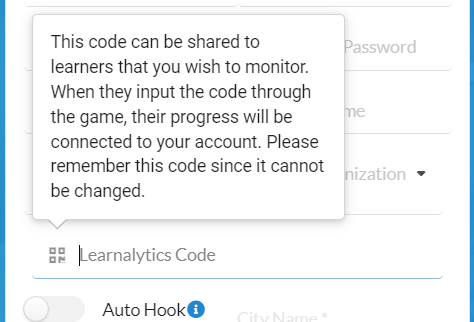 This code can be shared to
learners that you wish to monitor.
When they input the code through
the game, their progress will be
connected to your account. Please
remember this code since it cannot
be changed.
Password
me
nization
Learnalytics Code
Auto Hook
City Name *